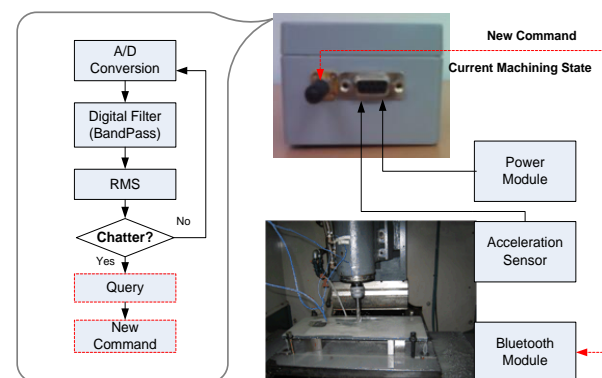 A/D
Conversion
Digital Filter
(BandPass)
RMS
Chatter?
No
Yes
Query
New
Command
New Command
Current Machining State
Power
Module
Acceleration
Sensor
Bluetooth
Module